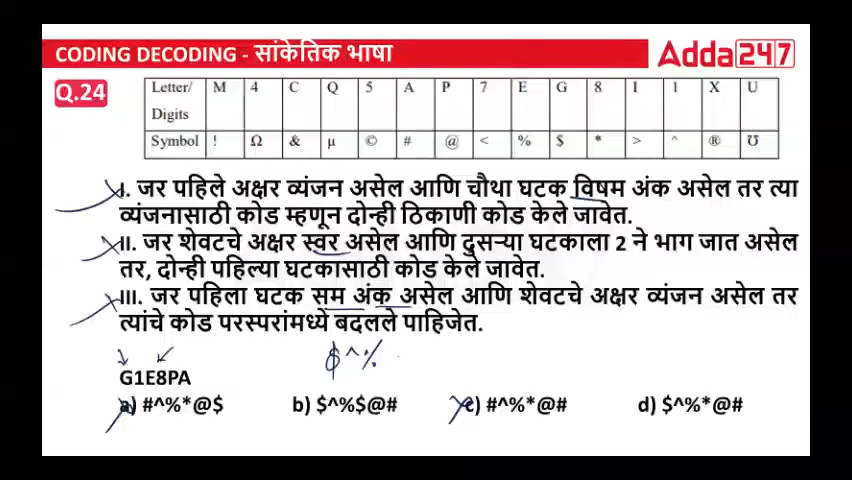 CODING DECODING - सांकेतिक भाषा
Adda247
Q.24
Letter/ Digits M 4 C Q 5 A P 7 E G 8 I 1 X U
Symbol ! Ω & µ © # @ < % $ * > ^ ® Ʊ
I. जर पहिले अक्षर व्यंजन असेल आणि चौथा घटक विषम अंक असेल तर त्या
व्यंजनासाठी कोड म्हणून दोन्ही ठिकाणी कोड केले जावेत.
II. जर शेवटचे अक्षर स्वर असेल आणि दुसऱ्या घटकाला 2 ने भाग जात असेल
तर, दोन्ही पहिल्या घटकासाठी कोड केले जावेत.
III. जर पहिला घटक सम अंक असेल आणि शेवटचे अक्षर व्यंजन असेल तर
त्यांचे कोड परस्परांमध्ये बदलले पाहिजेत.
$^%
G1E8PA
a) #^%*@$ b) $^%$@# c) #^%*@# d) $^%*@#